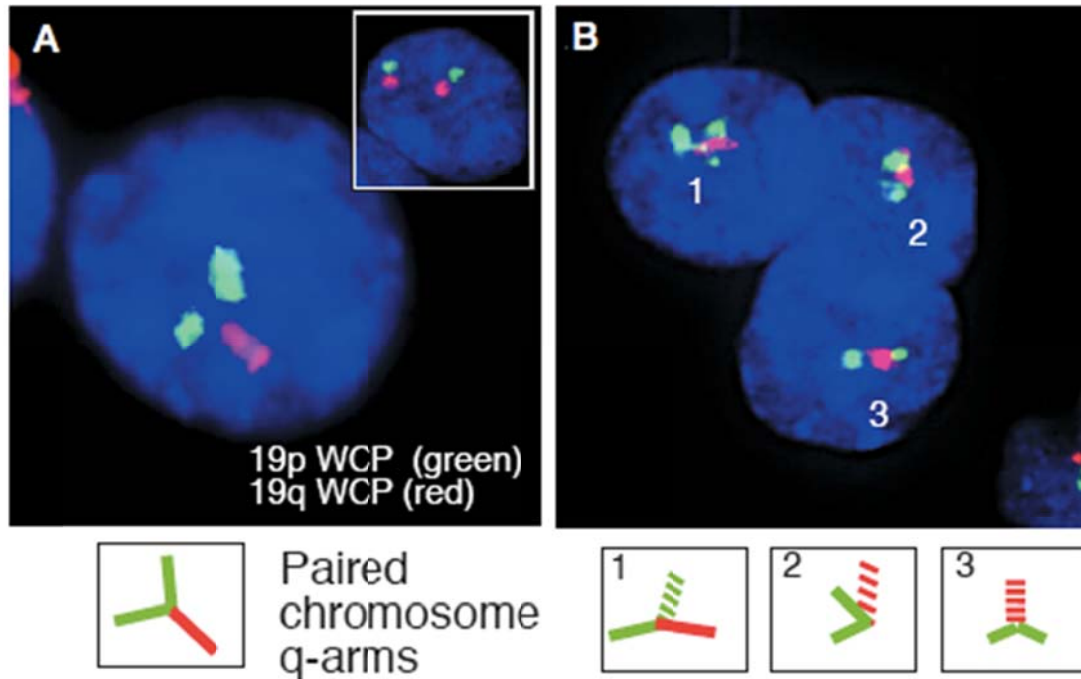 A
B
1
2
3
19p WCP (green)
19q WCP (red)
Paired
chromosome
q-arms
1
2
3